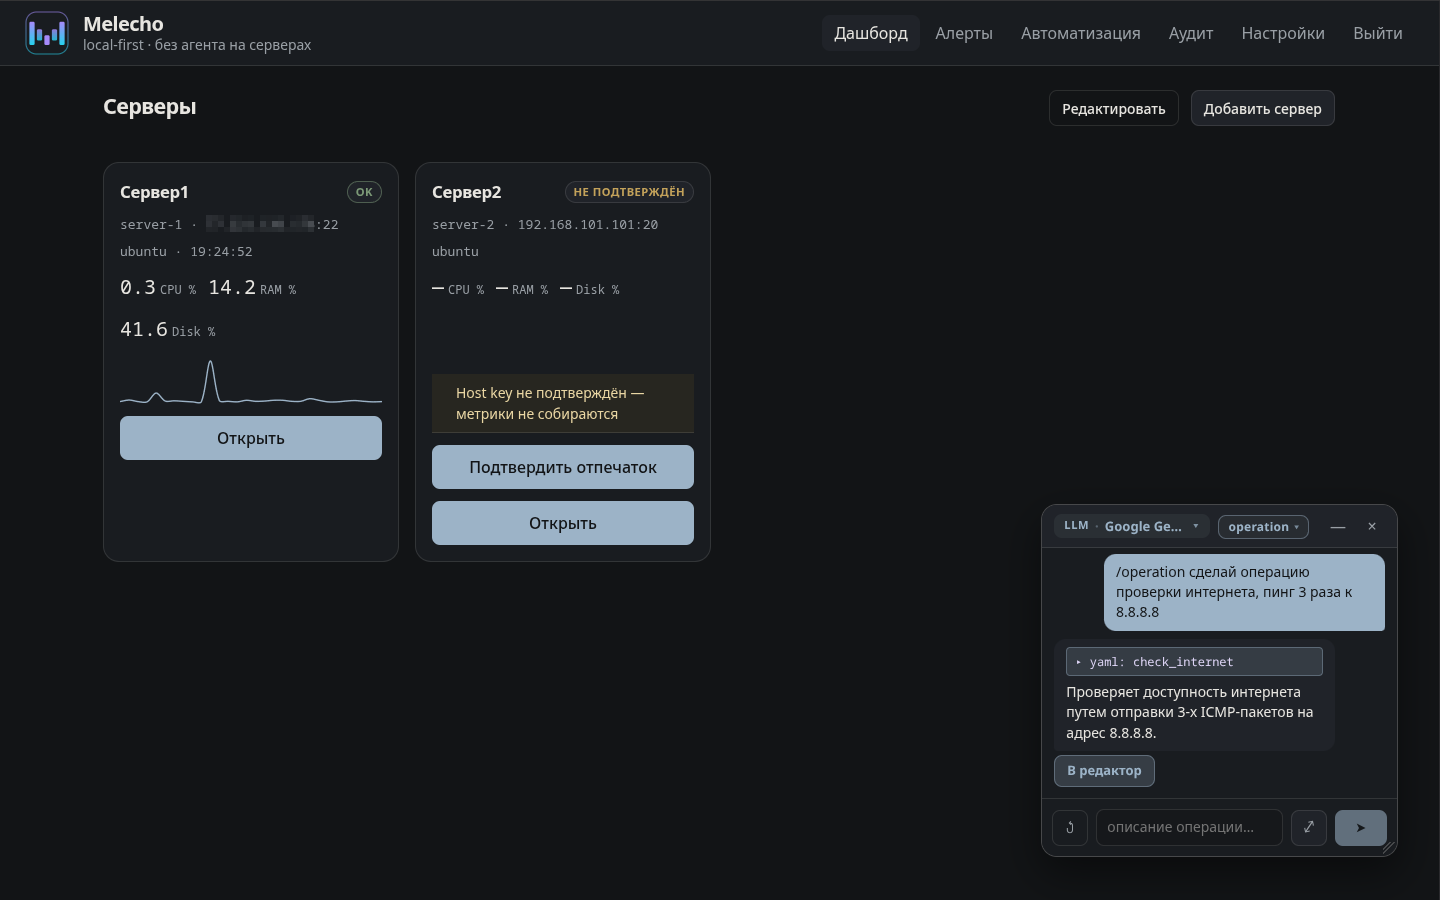 Melecho
local-first · без агента на серверах
Дашборд Алерты Автоматизация Аудит Настройки Выйти
Серверы
Редактировать Добавить сервер
Сервер1 OK
server-1 · :22
ubuntu · 19:24:52
0.3 CPU % 14.2 RAM %
41.6 Disk %
Открыть
Сервер2 НЕ ПОДТВЕРЖДЁН
server-2 · 192.168.101.101:20
ubuntu
— CPU % — RAM % — Disk %
Host key не подтверждён —
метрики не собираются
Подтвердить отпечаток
Открыть
LLM · Google Ge... operation
/operation сделай операцию
проверки интернета, пинг 3 раза к
8.8.8.8
yaml: check_internet
Проверяет доступность интернета
путем отправки 3-х ICMP-пакетов на
адрес 8.8.8.8.
В редактор
описание операции...